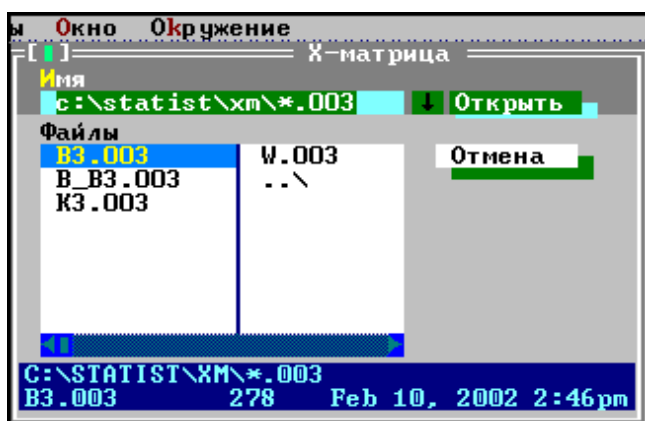 ы Окно Окружение
[ ] Х-матрица
Имя
c:\statist\xm\*.003 ↓ Открыть
Файлы
B3.003 W.003 Отмена
B_B3.003 ..\
K3.003
C:\STATIST\XM\*.003
B3.003 278 Feb 10, 2002 2:46pm